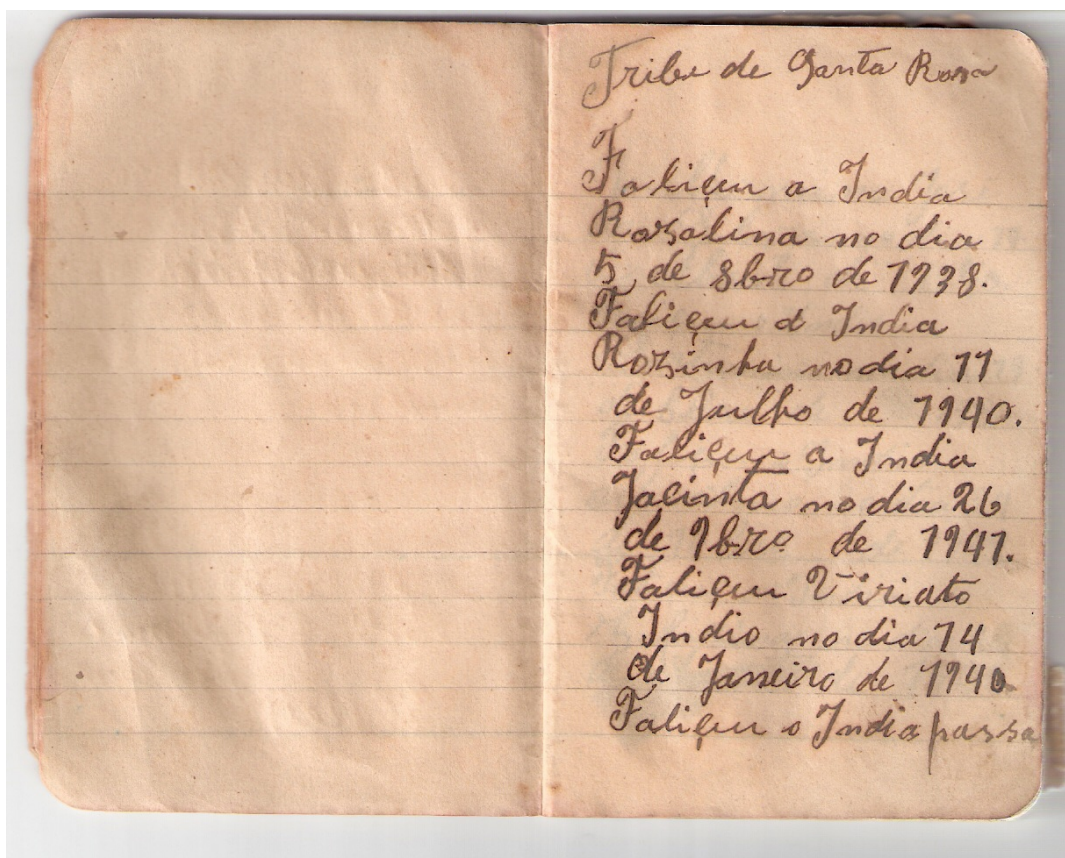 Tribu de Santa Rosa
Faliçeu a India
Rosalina no dia
5 de 8bro de 1938.
Faliçeu a India
Rozinha no dia 11
de Julho de 1940.
Faliçeu a India
Jacinta no dia 26
de 9bro de 1941.
Faliçeu Viriato
Indio no dia 14
de Janeiro de 1940
Faliçeu o India passa